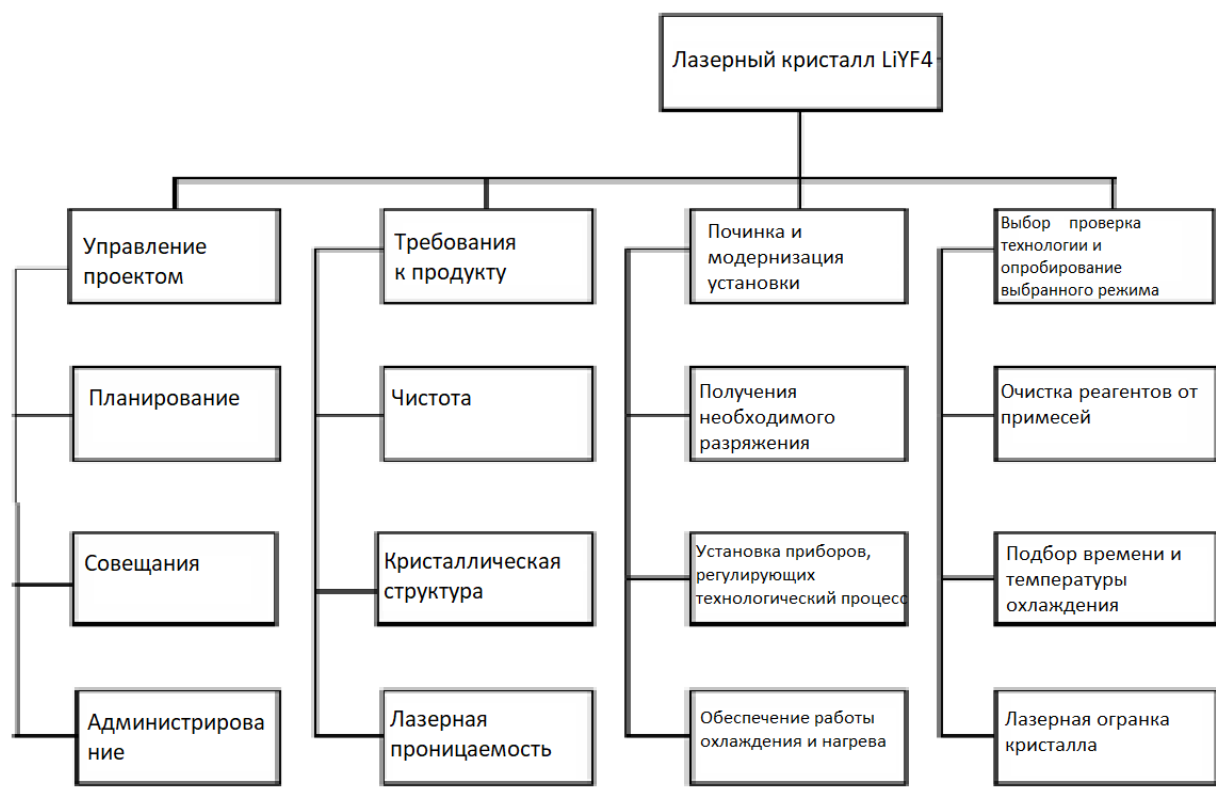 Лазерный кристалл LiYF4
Управление
проектом
Требования
к продукту
Починка и
модернизация
установки
Выбор проверка
технологии и
опробирование
выбранного режима
Планирование
Чистота
Получения
необходимого
разряжения
Очистка реагентов от
примесей
Совещания
Кристаллическая
структура
Установка приборов,
регулирующих
технологический процесс
Подбор времени и
температуры
охлаждения
Администрирова
ние
Лазерная
проницаемость
Обеспечение работы
охлаждения и нагрева
Лазерная огранка
кристалла